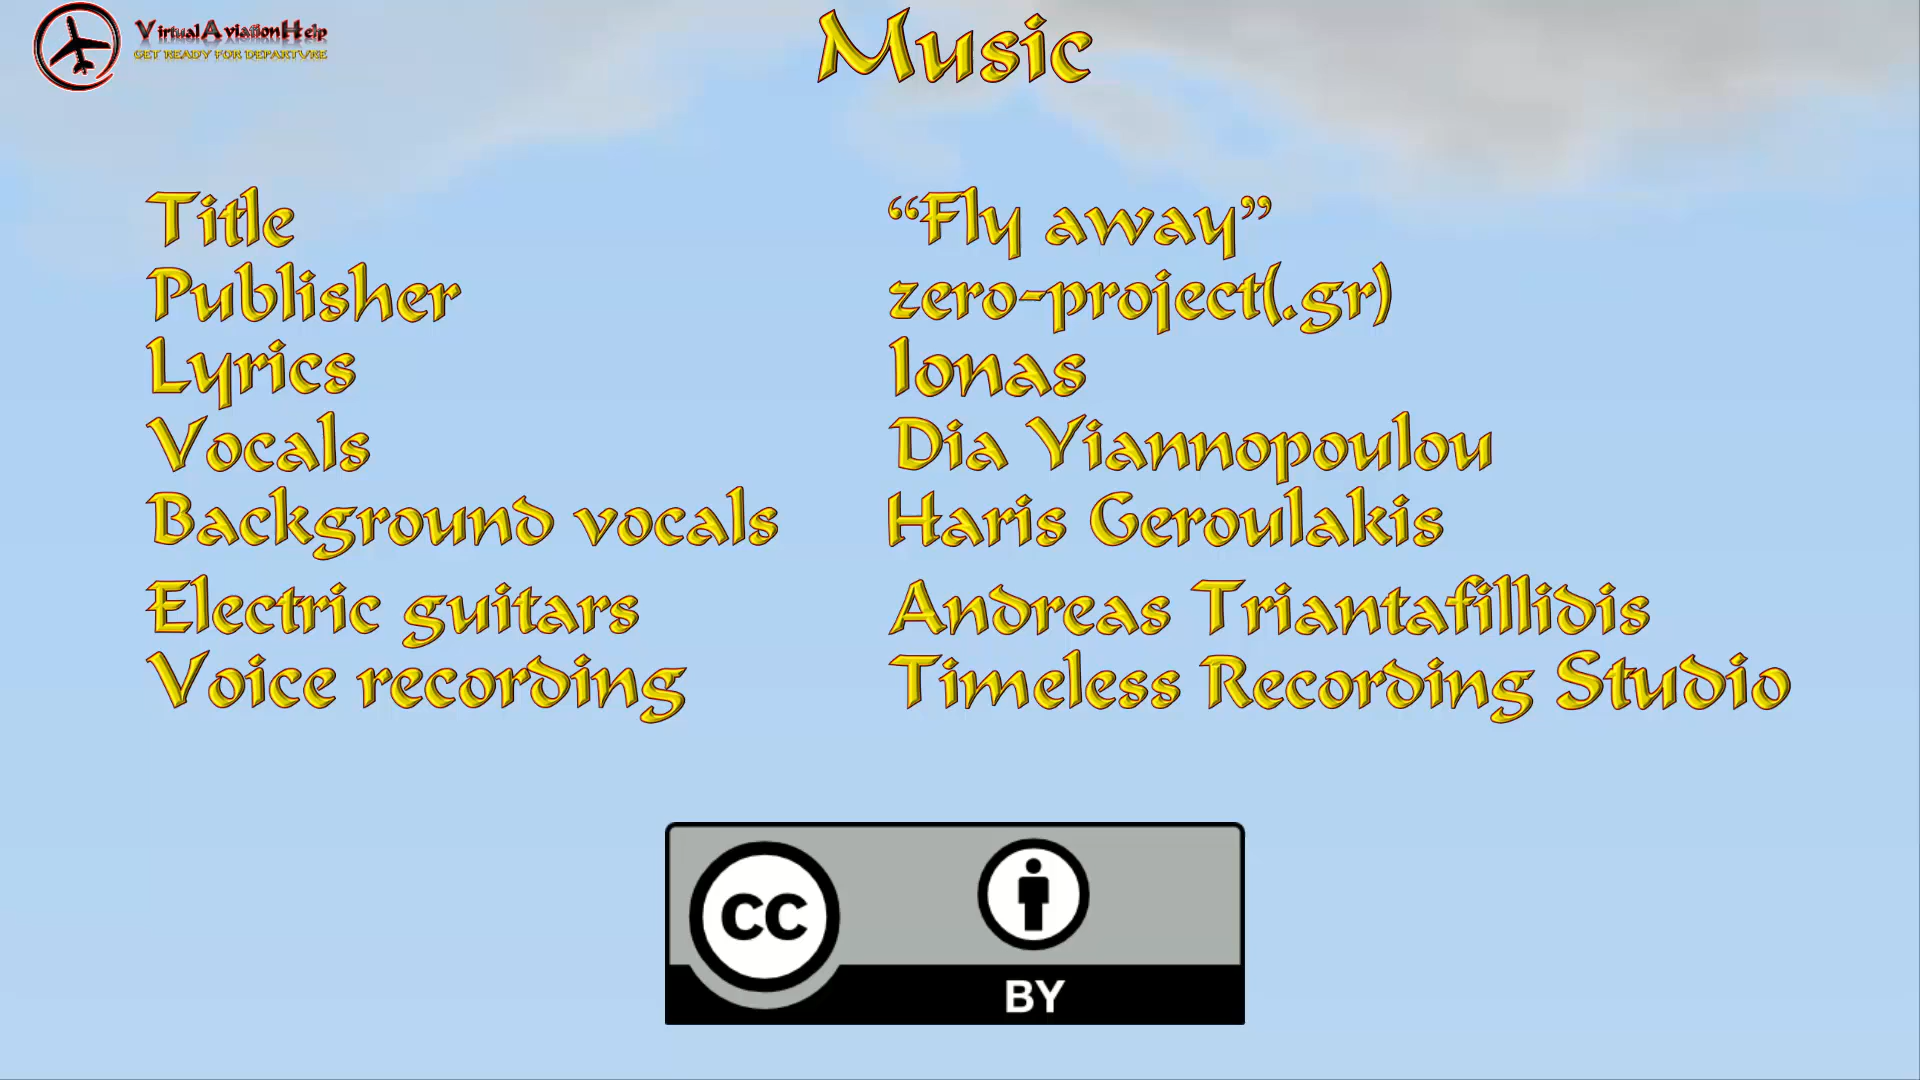 VirtualAviationHelp
GET READY FOR DEPARTURE
Music
Title “Fly away”
Publisher zero-project(.gr)
Lyrics lonas
Vocals Dia Yiannopoulou
Background vocals Haris Geroulakis
Electric guitars Andreas Triantafillidis
Voice recording Timeless Recording Studio
CC
BY